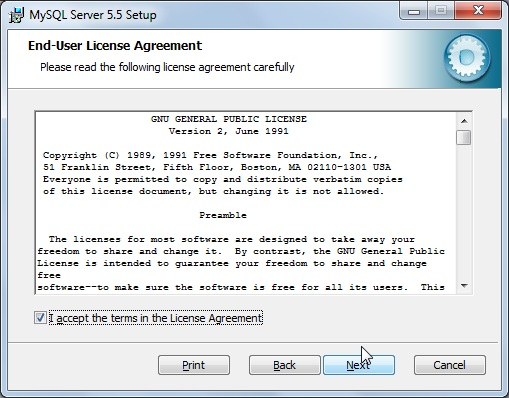 MySQL Server 5.5 Setup
End-User License Agreement
Please read the following license agreement carefully
GNU GENERAL PUBLIC LICENSE
Version 2, June 1991
Copyright (C) 1989, 1991 Free Software Foundation, Inc.,
51 Franklin Street, Fifth Floor, Boston, MA 02110-1301 USA
Everyone is permitted to copy and distribute verbatim copies
of this license document, but changing it is not allowed.
Preamble
The licenses for most software are designed to take away your
freedom to share and change it. By contrast, the GNU General Public
License is intended to guarantee your freedom to share and change
free
software--to make sure the software is free for all its users. This
I accept the terms in the License Agreement
Print Back Next Cancel